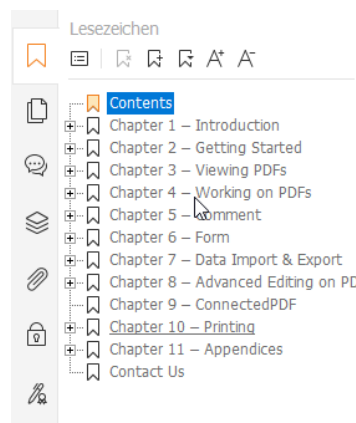 Lesezeichen
Contents
Chapter 1 – Introduction
Chapter 2 – Getting Started
Chapter 3 – Viewing PDFs
Chapter 4 – Working on PDFs
Chapter 5 – Comment
Chapter 6 – Form
Chapter 7 – Data Import & Export
Chapter 8 – Advanced Editing on PD
Chapter 9 – ConnectedPDF
Chapter 10 – Printing
Chapter 11 – Appendices
Contact Us